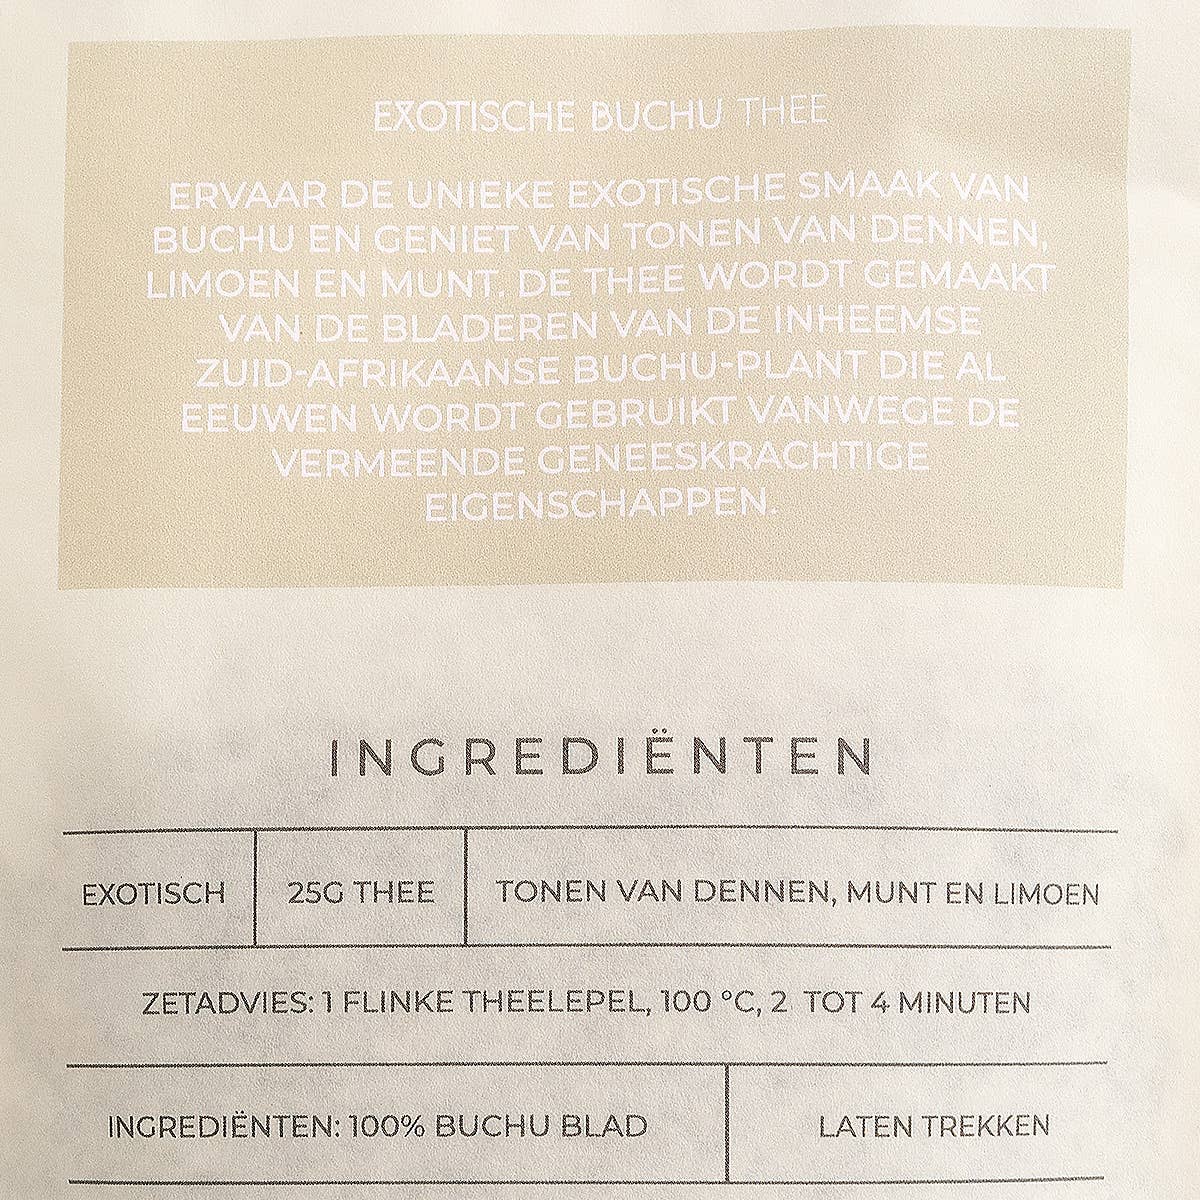 EXOTISCHE BUCHU THEE
ERVAAR DE UNIEKE EXOTISCHE SMAAK VAN
BUCHU EN GENIET VAN TONEN VAN DENNEN,
LIMOEN EN MUNT. DE THEE WORDT GEMAAKT
VAN DE BLADEREN VAN DE INHEEMSE
ZUID-AFRIKAANSE BUCHU-PLANT DIE AL
EEUWEN WORDT GEBRUIKT VANWEGE DE
VERMEENDE GENEESKRACHTIGE
EIGENSCHAPPEN.
INGREDIËNTEN
EXOTISCH 25G THEE TONEN VAN DENNEN, MUNT EN LIMOEN
ZETADVIES: 1 FLINKE THEELEPEL, 100 °C, 2 TOT 4 MINUTEN
INGREDIËNTEN: 100% BUCHU BLAD LATEN TREKKEN